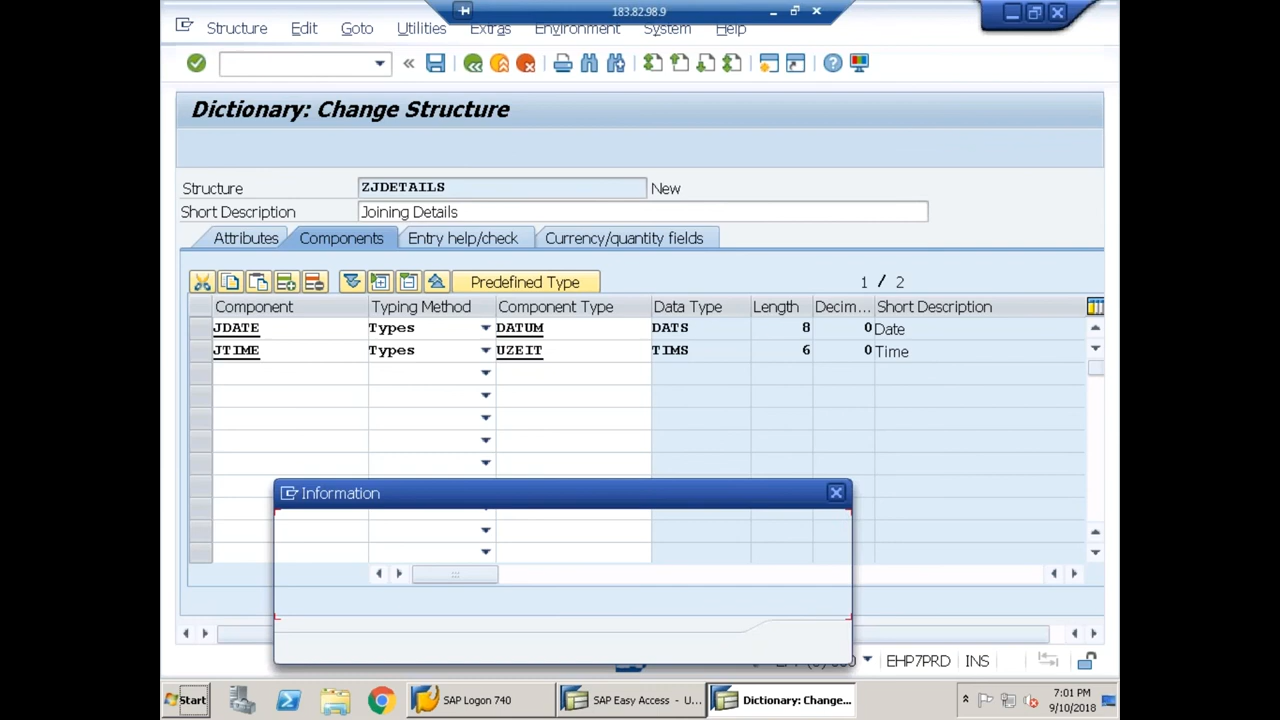 183.82.98.9
Structure Edit Goto Utilities Extras Environment System Help
Dictionary: Change Structure
Structure ZJDETAILS New
Short Description Joining Details
Attributes Components Entry help/check Currency/quantity fields
Predefined Type 1 / 2
Component Typing Method Component Type Data Type Length Decim... Short Description
JDATE Types DATUM DATS 8 0 Date
JTIME Types UZEIT TIMS 6 0 Time
Information
EHP7PRD INS
Start SAP Logon 740 SAP Easy Access - U... Dictionary: Change... 7:01 PM
9/10/2018